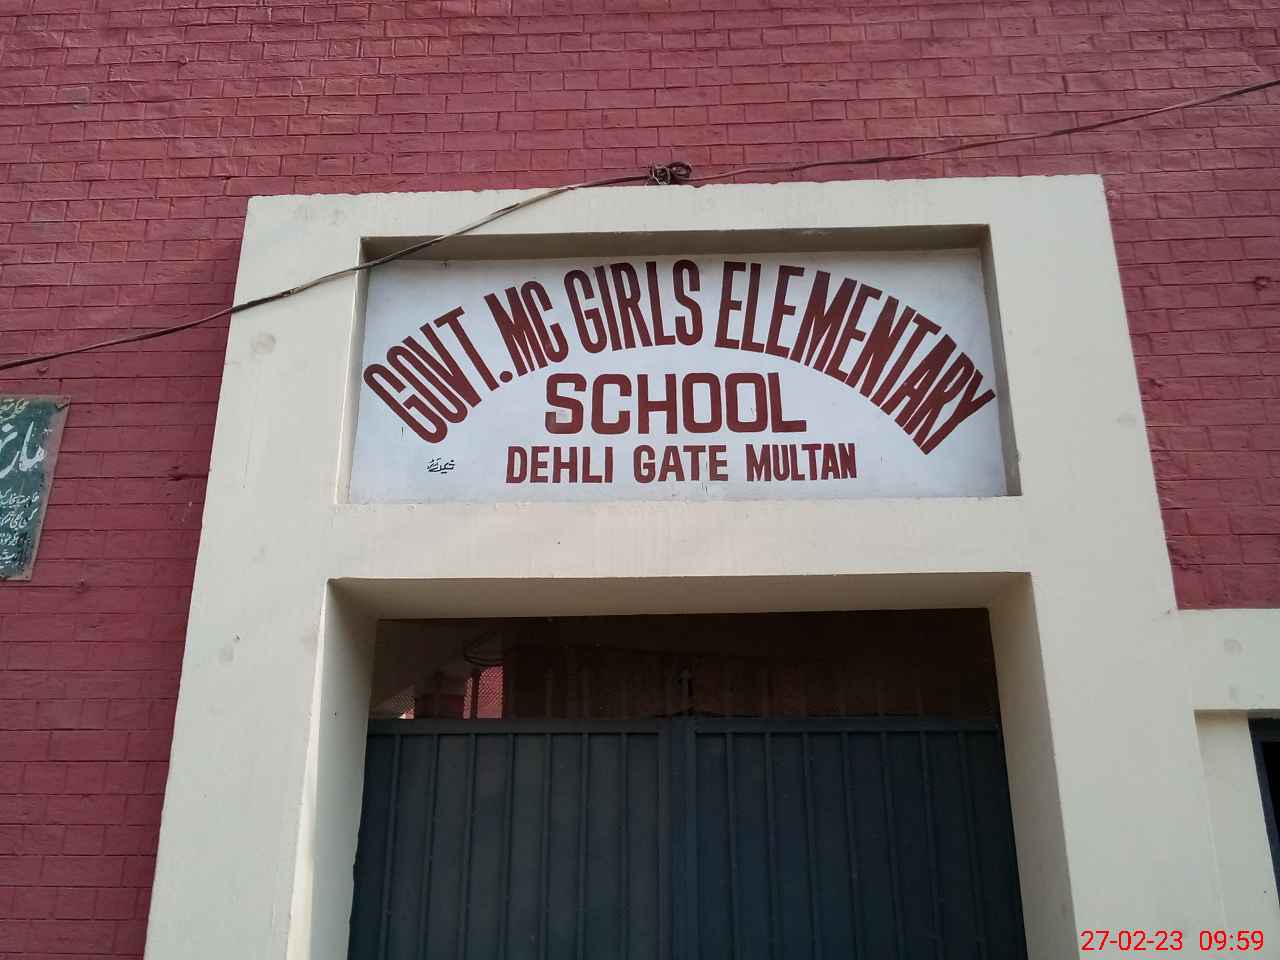 GOVT. MC GIRLS ELEMENTARY
SCHOOL
DEHLI GATE MULTAN
27-02-23 09:59